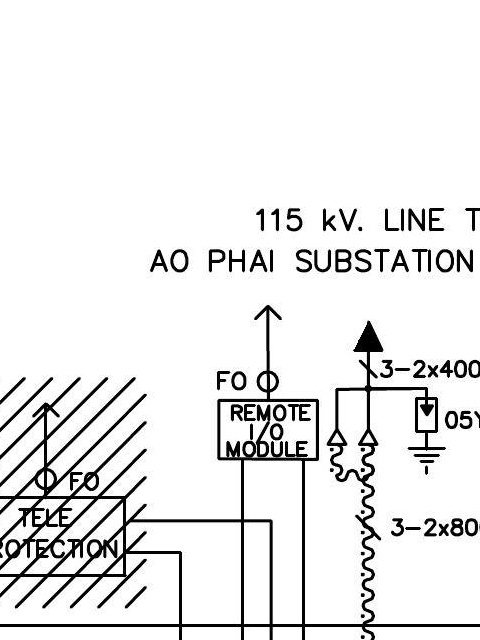 115 kV. LINE T
AO PHAI SUBSTATION
3-2x400
FO
REMOTE
I/O
MODULE
05Y
FO
TELE
ROTECTION
3-2x80